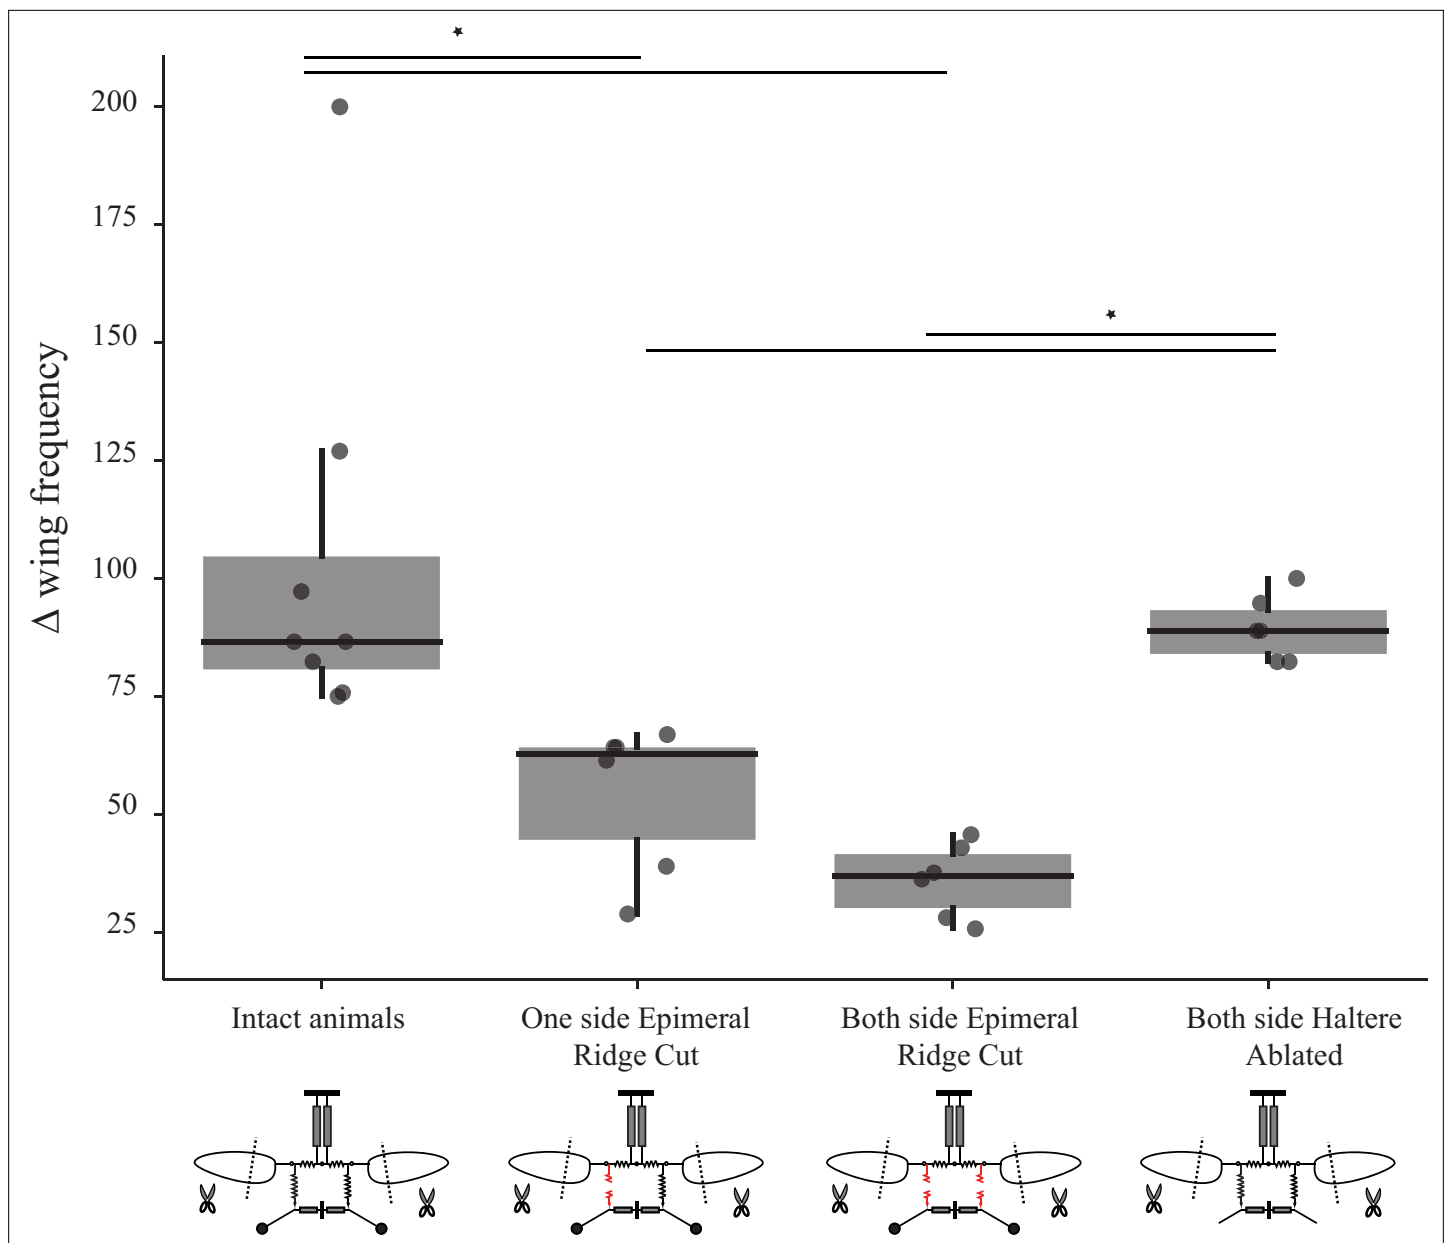 ★
200
175
150
★
125
100
75
50
25
Δ wing frequency
Intact animals
One side Epimeral
Ridge Cut
Both side Epimeral
Ridge Cut
Both side Haltere
Ablated